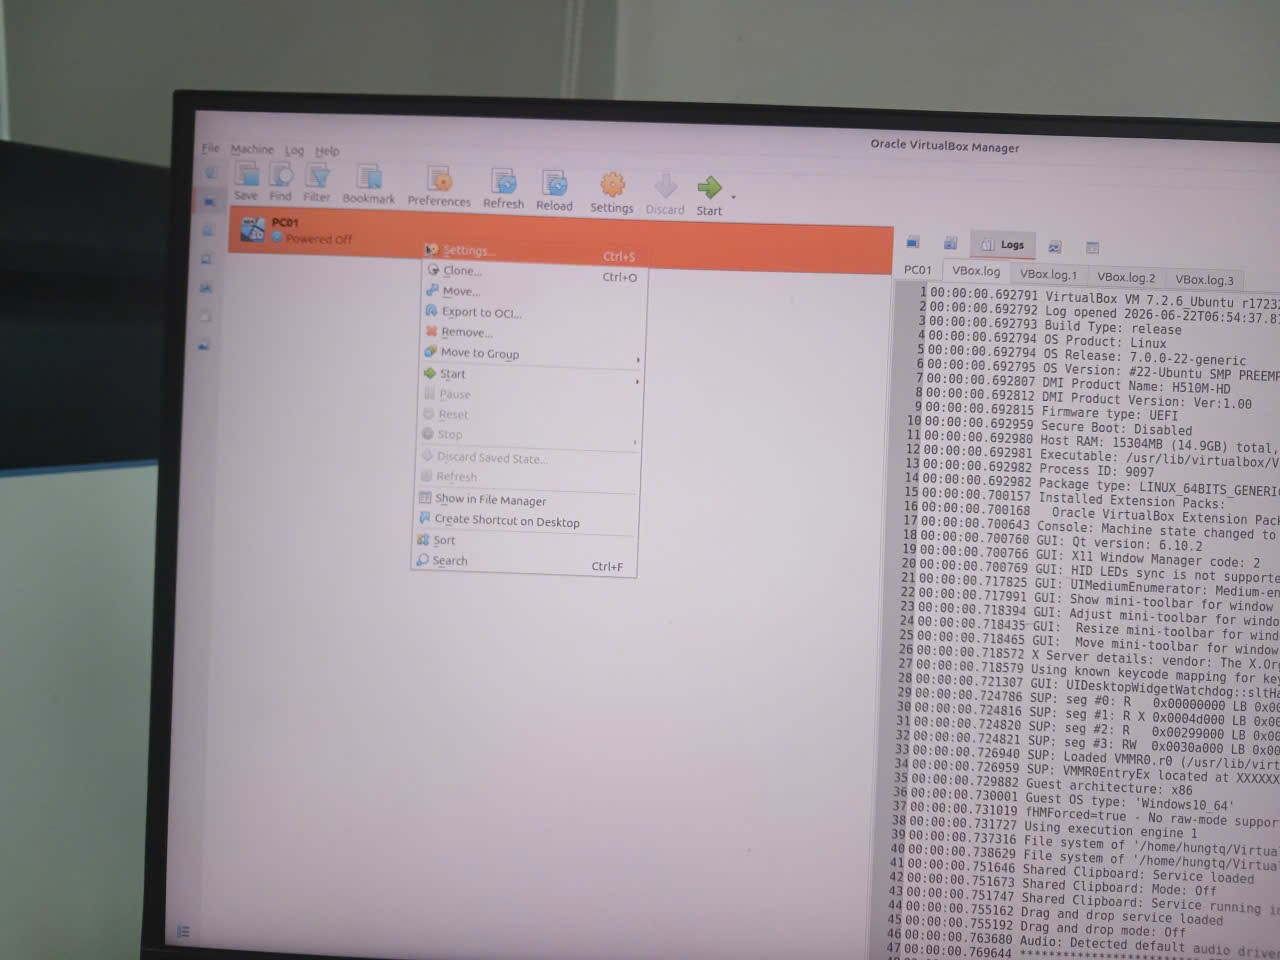 Oracle VirtualBox Manager
File Machine Log Help
Save Find Filter Bookmark Preferences Refresh Reload Settings Discard Start
PC01
Powered Off
Settings... Ctrl+S
Clone... Ctrl+O
Move...
Export to OCI...
Remove...
Move to Group
Start
Pause
Reset
Stop
Discard Saved State...
Refresh
Show in File Manager
Create Shortcut on Desktop
Sort
Search Ctrl+F
Logs
PC01 VBox.log VBox.log.1 VBox.log.2 VBox.log.3
1 00:00:00.692791 VirtualBox VM 7.2.6_Ubuntu
2 00:00:00.692792 Log opened
3 00:00:00.692793 Build Type: release
4 00:00:00.692794 OS Product: Linux
5 00:00:00.692794 OS Release: 7.0.0-22-generic
6 00:00:00.692795 OS Version: #22-Ubuntu SMP
7 00:00:00.692807 DMI Product Name: H510M-HD
8 00:00:00.692812 DMI Product Version: Ver:1.00
9 00:00:00.692815 Firmware type: UEFI
10 00:00:00.692959 Secure Boot: Disabled
11 00:00:00.692980 Host RAM: 15304MB (14.9GB) total,
12 00:00:00.692981 Executable:
13 00:00:00.692982 Process ID: 9097
14 00:00:00.692982 Package type:
15 00:00:00.700157 Installed Extension Packs:
16 00:00:00.700168 Oracle VirtualBox Extension
17 00:00:00.700643 Console: Machine state changed to
18 00:00:00.700760 GUI: Qt version: 6.10.2
19 00:00:00.700766 GUI: X11 Window Manager code: 2
20 00:00:00.700769 GUI: HID LEDs sync is not
21 00:00:00.717825 GUI: UIMediumEnumerator:
22 00:00:00.717991 GUI: Show mini-toolbar for window
23 00:00:00.718394 GUI: Adjust mini-toolbar for
24 00:00:00.718435 GUI: Resize mini-toolbar for
25 00:00:00.718465 GUI: Move mini-toolbar for window
26 00:00:00.718572 X Server details: vendor: The
27 00:00:00.718579 Using known keycode mapping for
28 00:00:00.721307 GUI:
29 00:00:00.724786 SUP: seg #0: R 0x00000000 LB
30 00:00:00.724816 SUP: seg #1: R X 0x0004d000 LB
31 00:00:00.724820 SUP: seg #2: R 0x00299000 LB
32 00:00:00.724821 SUP: seg #3: RW 0x0030a000 LB
33 00:00:00.726940 SUP: Loaded VMMR0.r0
34 00:00:00.726959 SUP: VMMR0EntryEx located at
35 00:00:00.729882 Guest architecture: x86
36 00:00:00.730001 Guest OS type: 'Windows10_64'
37 00:00:00.731019 fHMForced=true - No raw-mode
38 00:00:00.731727 Using execution engine 1
39 00:00:00.737316 File system of
40 00:00:00.738629 File system of
41 00:00:00.751646 Shared Clipboard: Service loaded
42 00:00:00.751673 Shared Clipboard: Mode: Off
43 00:00:00.751747 Shared Clipboard: Service running
44 00:00:00.755162 Drag and drop service loaded
45 00:00:00.755192 Drag and drop mode: Off
46 00:00:00.763680 Audio: Detected default audio
47 00:00:00.769644